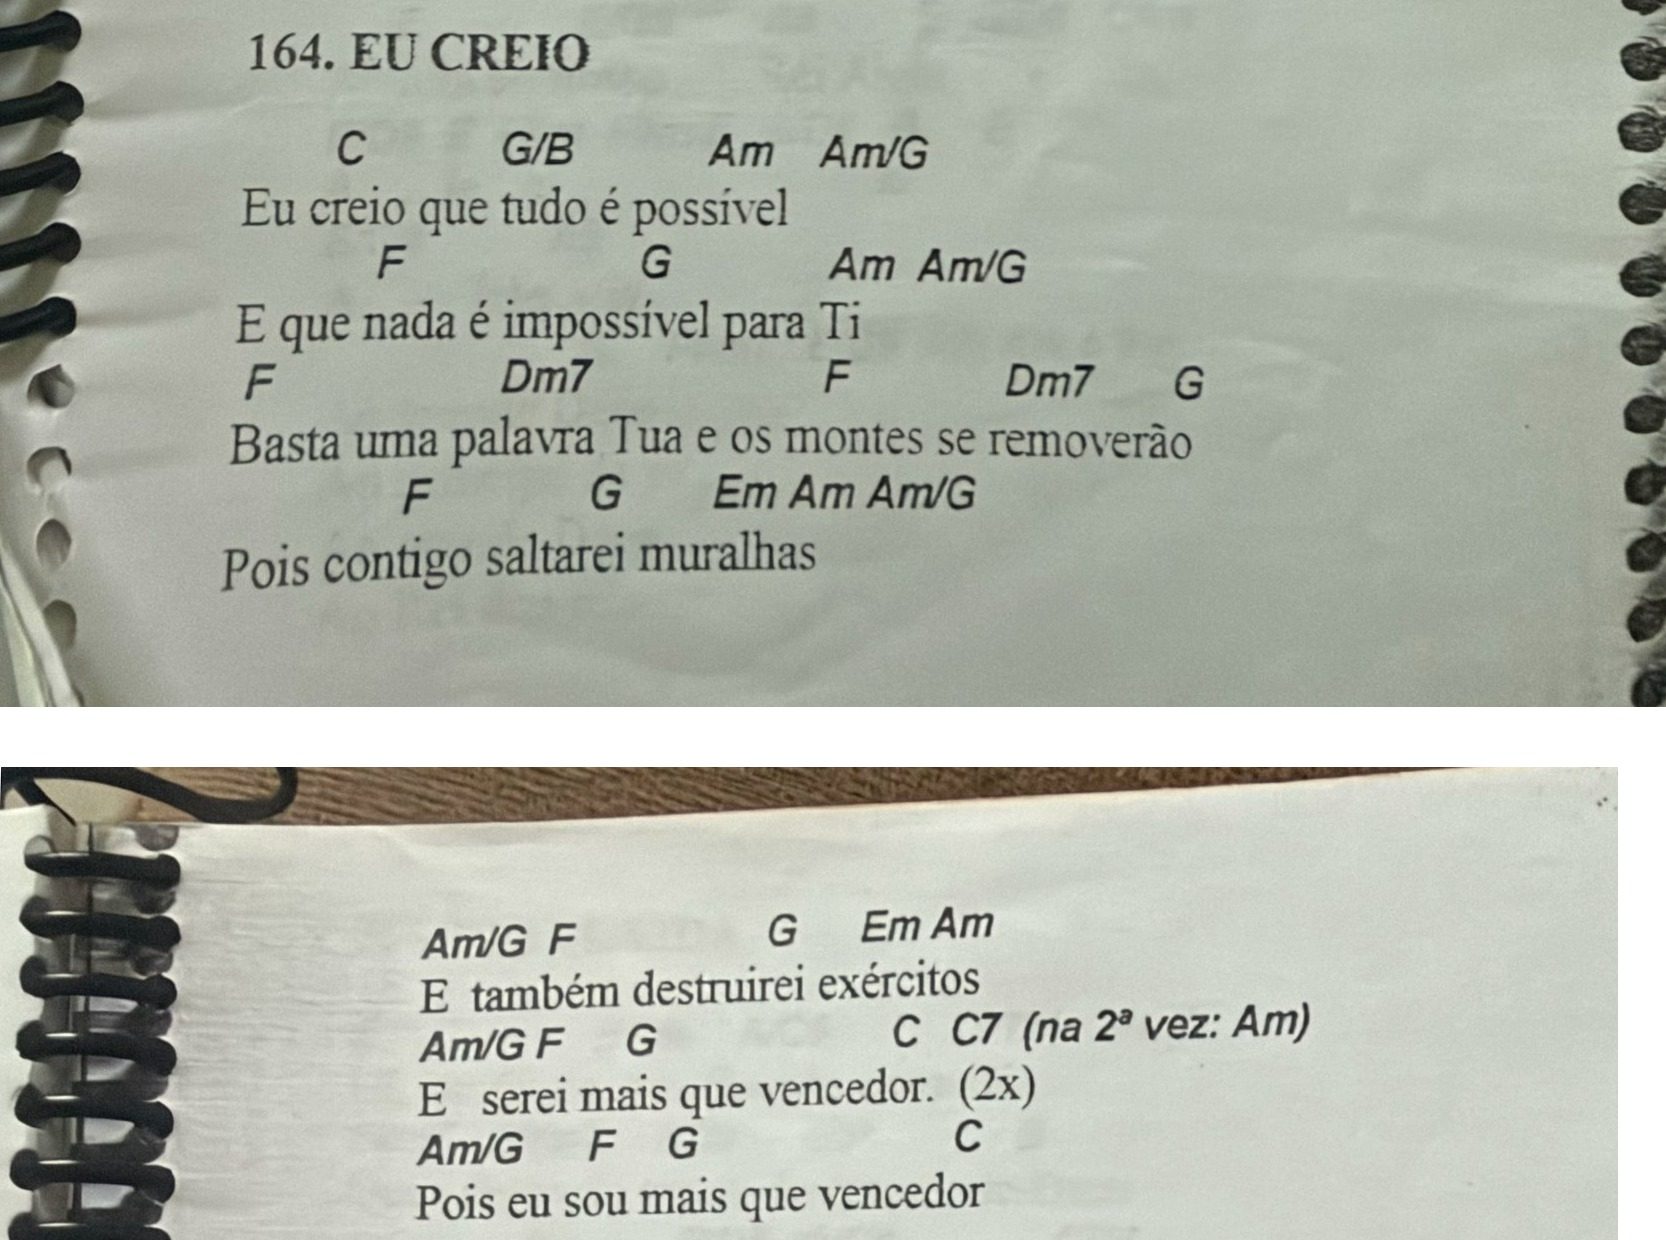 164. EU CREIO
C G/B Am Am/G
Eu creio que tudo é possível
F G Am Am/G
E que nada é impossível para Ti
F Dm7 F Dm7 G
Basta uma palavra Tua e os montes se removerão
F G Em Am Am/G
Pois contigo saltarei muralhas
Am/G F G Em Am
E também destruirei exércitos
Am/G F G C C7 (na 2ª vez: Am)
E serei mais que vencedor. (2x)
Am/G F G C
Pois eu sou mais que vencedor